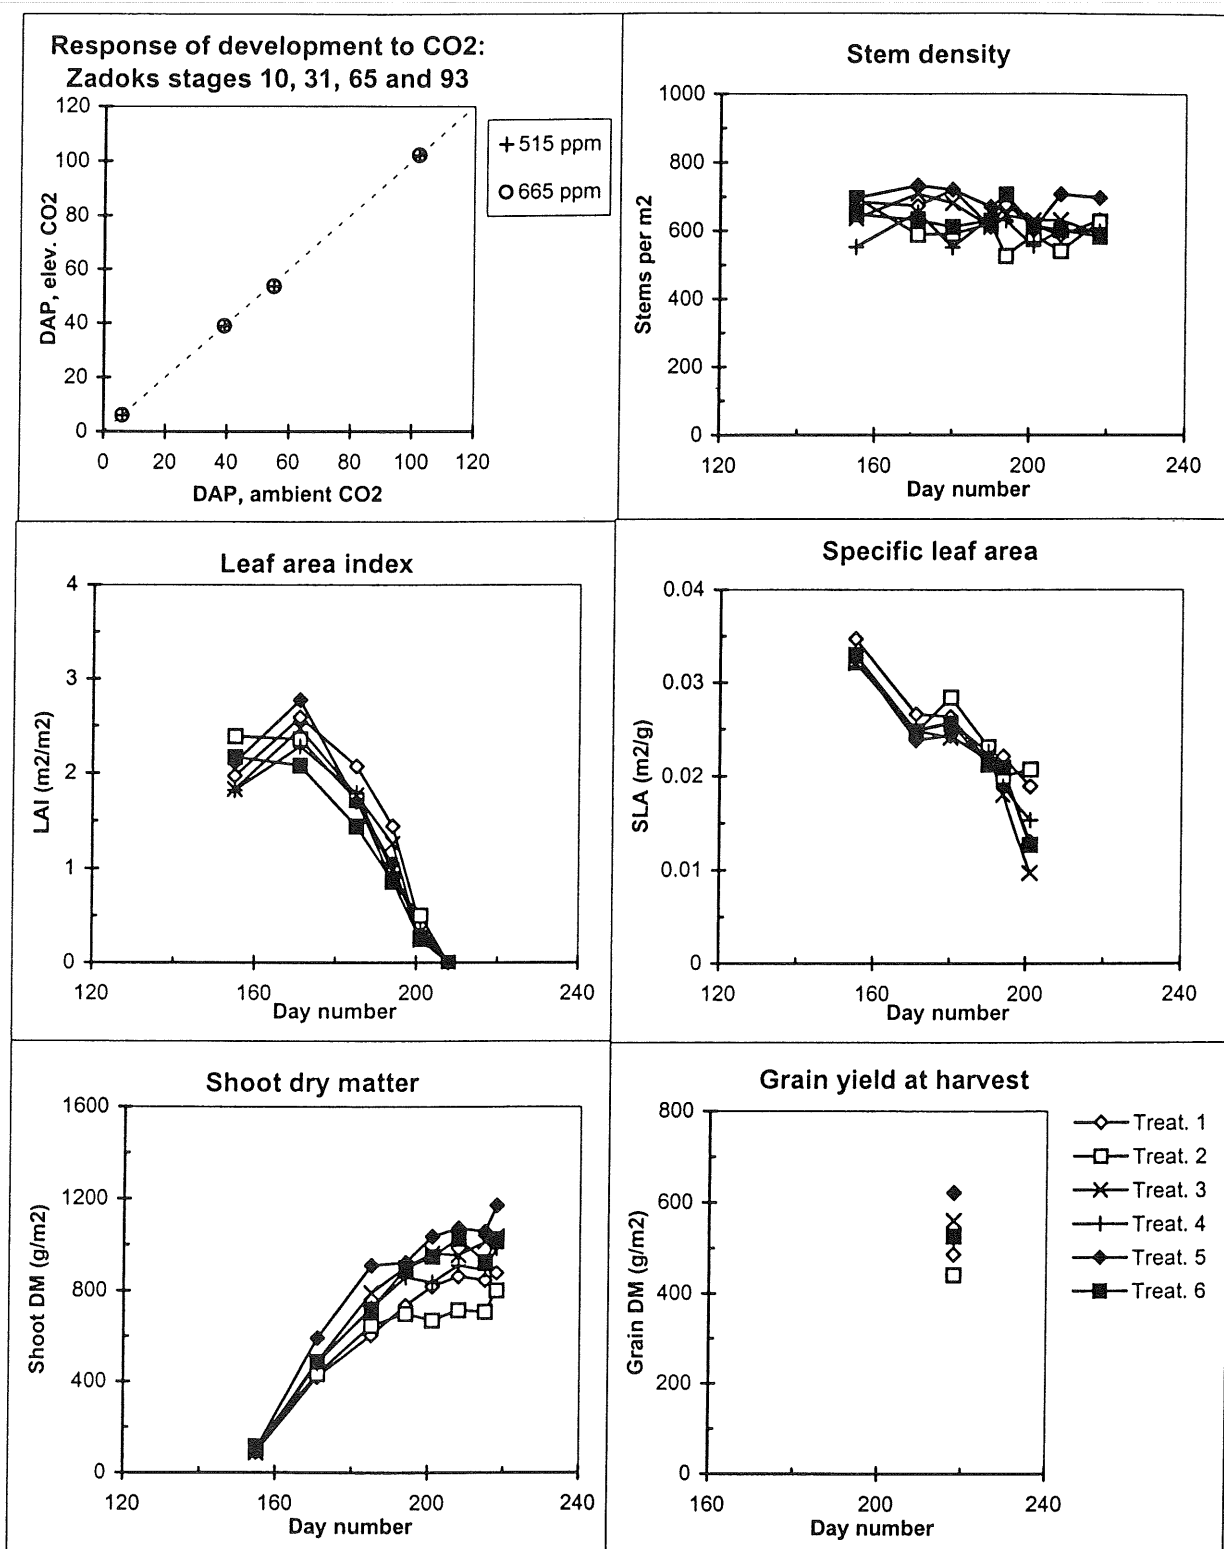 Response of development to CO2:
Zadoks stages 10, 31, 65 and 93
120
100
80
60
40
20
0
0 20 40 60 80 100 120
DAP, elev. CO2
DAP, ambient CO2
515 ppm
665 ppm
Stem density
1000
800
600
400
200
0
120 160 200 240
Stems per m2
Day number
Leaf area index
4
3
2
1
0
120 160 200 240
LAI (m2/m2)
Day number
Specific leaf area
0.04
0.03
0.02
0.01
0
120 160 200 240
SLA (m2/g)
Day number
Shoot dry matter
1600
1200
800
400
0
120 160 200 240
Shoot DM (g/m2)
Day number
Grain yield at harvest
800
600
400
200
0
160 200 240
Grain DM (g/m2)
Day number
Treat. 1
Treat. 2
Treat. 3
Treat. 4
Treat. 5
Treat. 6